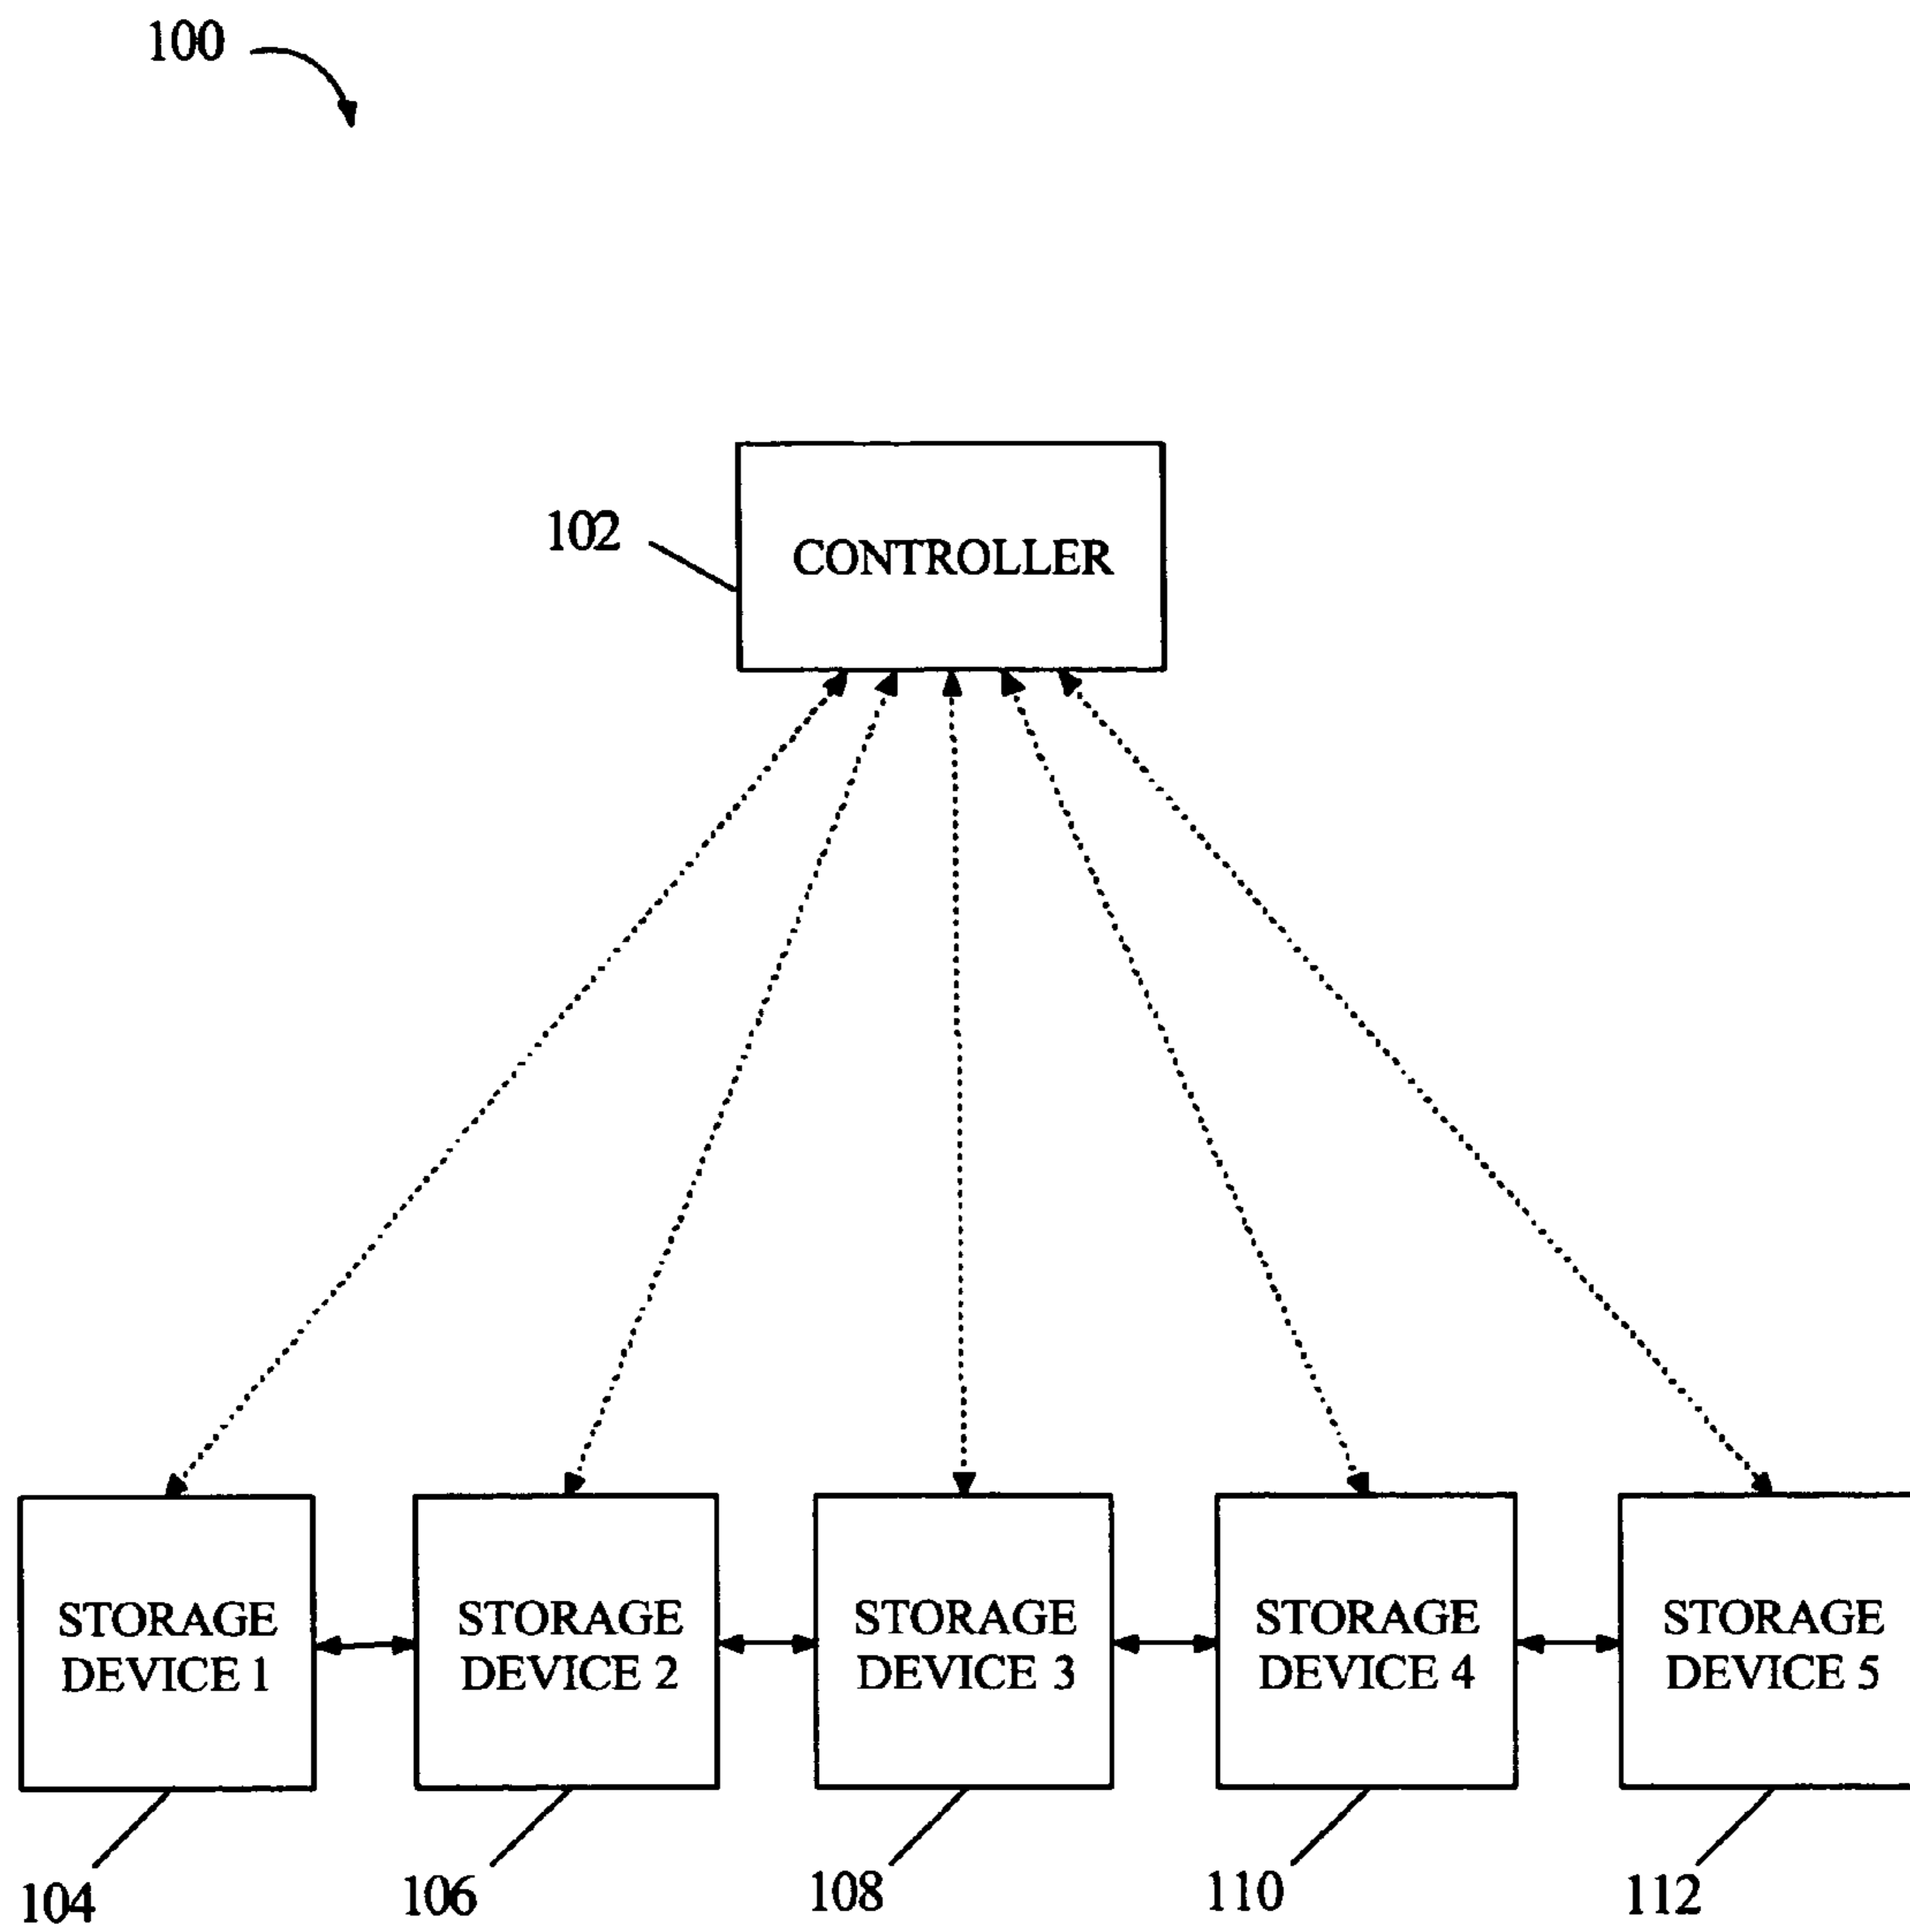 100
102
CONTROLLER
STORAGE
DEVICE 1
STORAGE
DEVICE 2
STORAGE
DEVICE 3
STORAGE
DEVICE 4
STORAGE
DEVICE 5
104
106
108
110
112